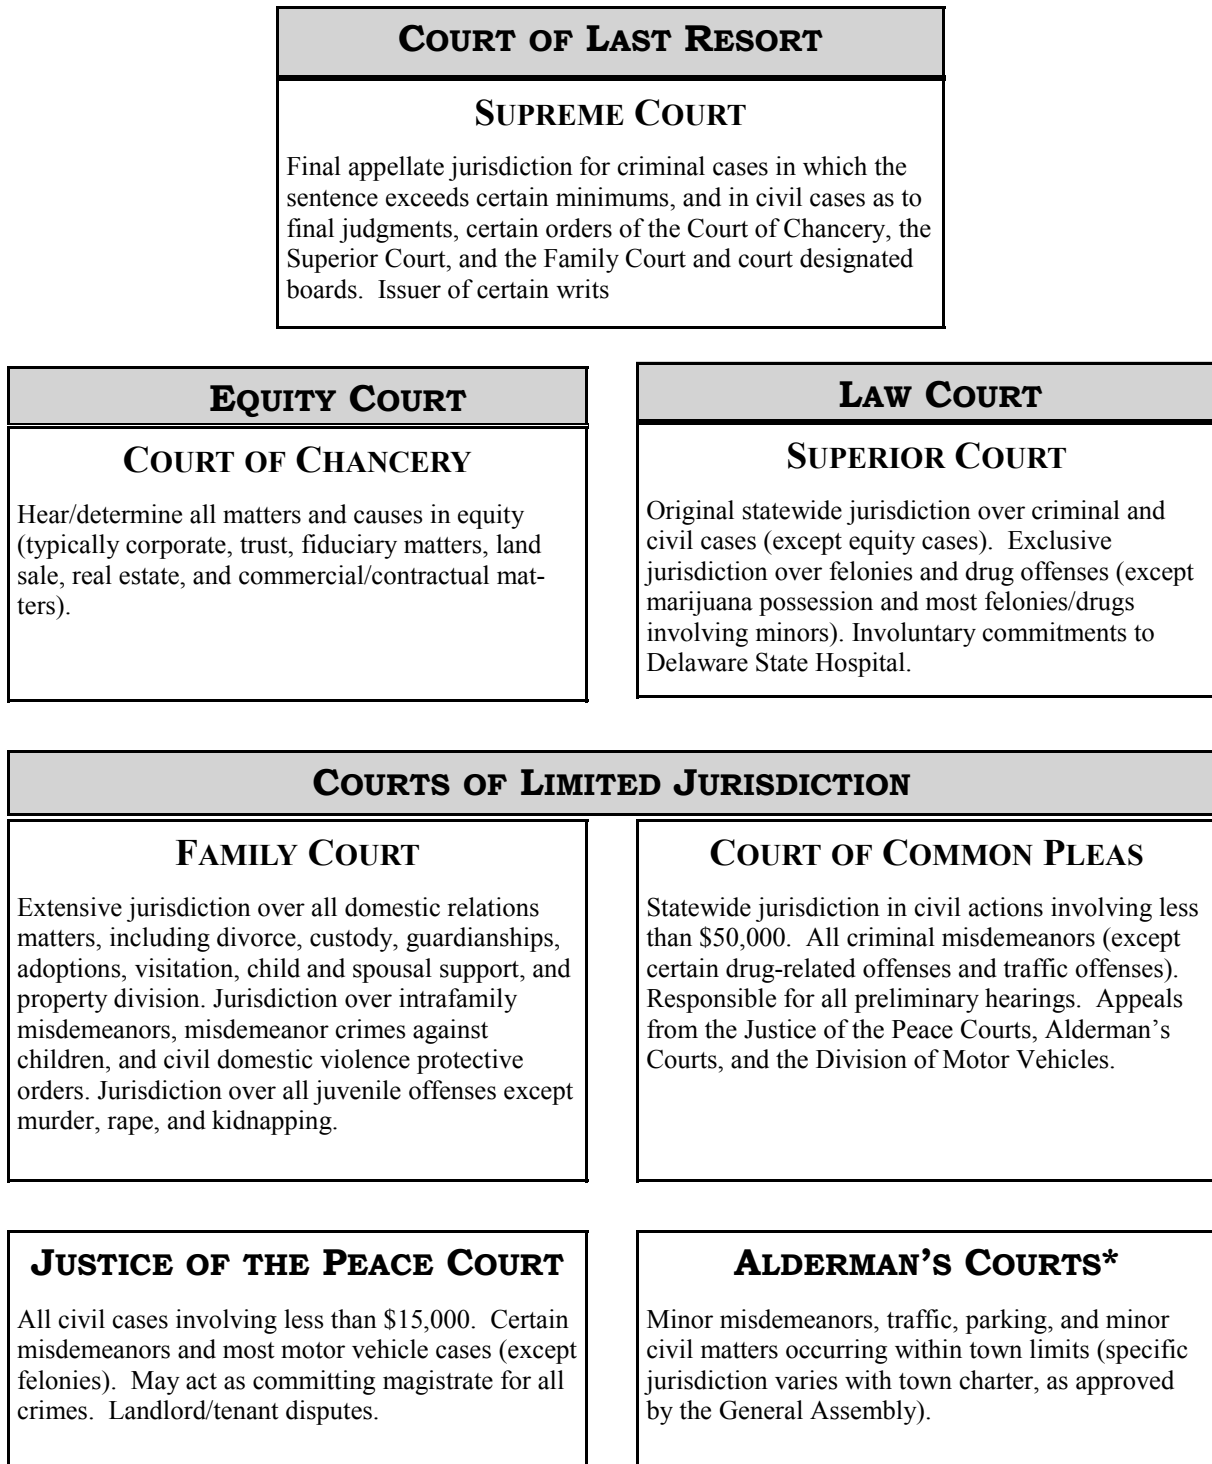 COURT OF LAST RESORT
SUPREME COURT
Final appellate jurisdiction for criminal cases in which the
sentence exceeds certain minimums, and in civil cases as to
final judgments, certain orders of the Court of Chancery, the
Superior Court, and the Family Court and court designated
boards.  Issuer of certain writs
EQUITY COURT
COURT OF CHANCERY
Hear/determine all matters and causes in equity
(typically corporate, trust, fiduciary matters, land
sale, real estate, and commercial/contractual mat-
ters).
LAW COURT
SUPERIOR COURT
Original statewide jurisdiction over criminal and
civil cases (except equity cases).  Exclusive
jurisdiction over felonies and drug offenses (except
marijuana possession and most felonies/drugs
involving minors). Involuntary commitments to
Delaware State Hospital.
COURTS OF LIMITED JURISDICTION
FAMILY COURT
Extensive jurisdiction over all domestic relations
matters, including divorce, custody, guardianships,
adoptions, visitation, child and spousal support, and
property division. Jurisdiction over intrafamily
misdemeanors, misdemeanor crimes against
children, and civil domestic violence protective
orders. Jurisdiction over all juvenile offenses except
murder, rape, and kidnapping.
COURT OF COMMON PLEAS
Statewide jurisdiction in civil actions involving less
than $50,000.  All criminal misdemeanors (except
certain drug-related offenses and traffic offenses).
Responsible for all preliminary hearings.  Appeals
from the Justice of the Peace Courts, Alderman’s
Courts, and the Division of Motor Vehicles.
JUSTICE OF THE PEACE COURT
All civil cases involving less than $15,000.  Certain
misdemeanors and most motor vehicle cases (except
felonies).  May act as committing magistrate for all
crimes.  Landlord/tenant disputes.
ALDERMAN’S COURTS*
Minor misdemeanors, traffic, parking, and minor
civil matters occurring within town limits (specific
jurisdiction varies with town charter, as approved
by the General Assembly).